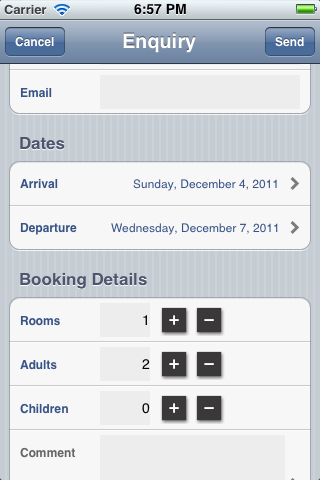 Carrier 6:57 PM
Cancel Enquiry Send
Email
Dates
Arrival Sunday, December 4, 2011
Departure Wednesday, December 7, 2011
Booking Details
Rooms 1 + −
Adults 2 + −
Children 0 + −
Comment